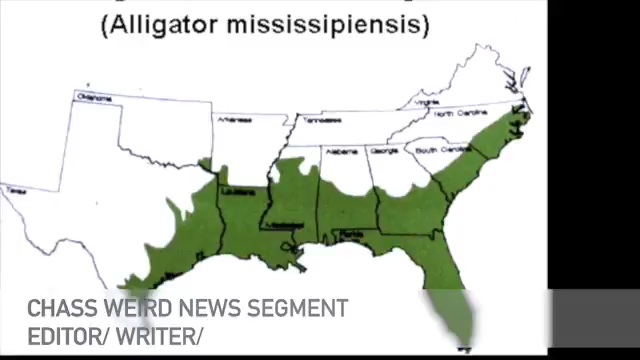 (Alligator mississipiensis)
Oklahoma
Virginia
Arkansas
Tennessee
North Carolina
Alabama
Georgia
South Carolina
Texas
Louisiana
Mississippi
Florida
CHASS WEIRD NEWS SEGMENT
EDITOR/ WRITER/